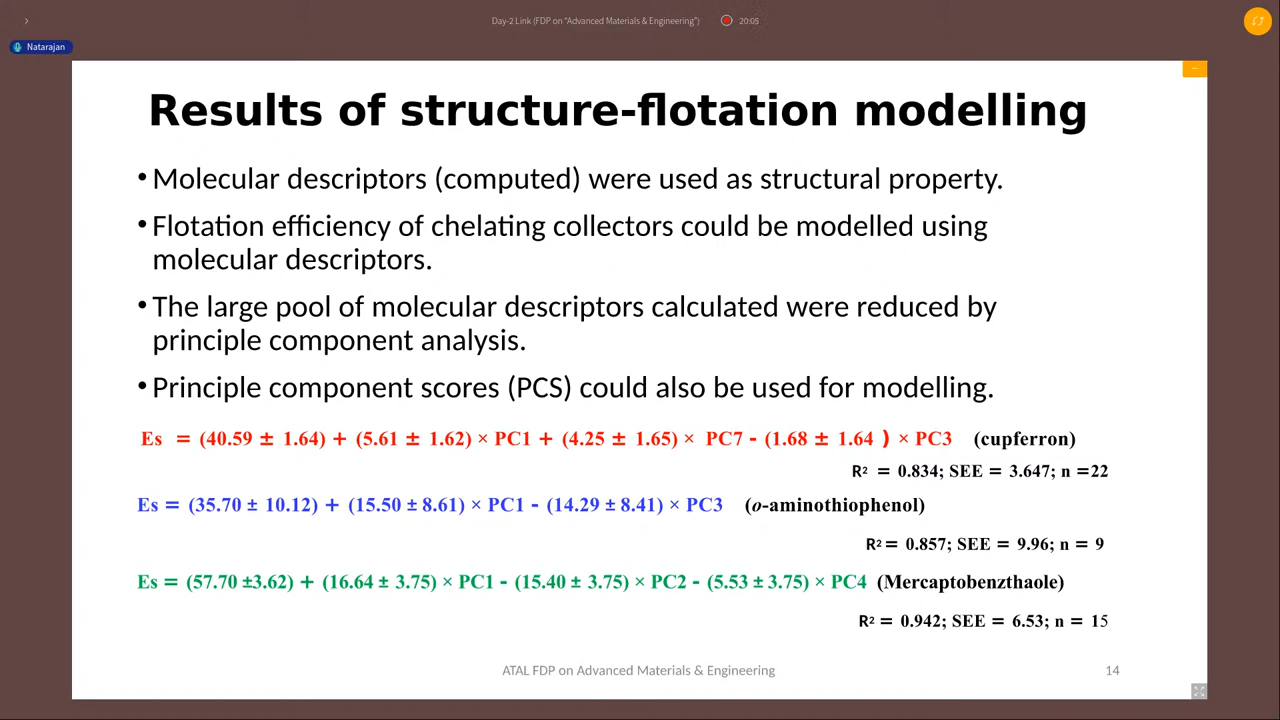 Day-2 Link (FDP on "Advanced Materials & Engineering") 20:05
Natarajan
Results of structure-flotation modelling
•Molecular descriptors (computed) were used as structural property.
•Flotation efficiency of chelating collectors could be modelled using
molecular descriptors.
•The large pool of molecular descriptors calculated were reduced by
principle component analysis.
•Principle component scores (PCS) could also be used for modelling.
Es = (40.59 ± 1.64) + (5.61 ± 1.62) × PC1 + (4.25 ± 1.65) × PC7 - (1.68 ± 1.64 ) × PC3 (cupferron)
R² = 0.834; SEE = 3.647; n =22
Es = (35.70 ± 10.12) + (15.50 ± 8.61) × PC1 - (14.29 ± 8.41) × PC3 (o-aminothiophenol)
R² = 0.857; SEE = 9.96; n = 9
Es = (57.70 ±3.62) + (16.64 ± 3.75) × PC1 - (15.40 ± 3.75) × PC2 - (5.53 ± 3.75) × PC4 (Mercaptobenzthaole)
R² = 0.942; SEE = 6.53; n = 15
ATAL FDP on Advanced Materials & Engineering 14